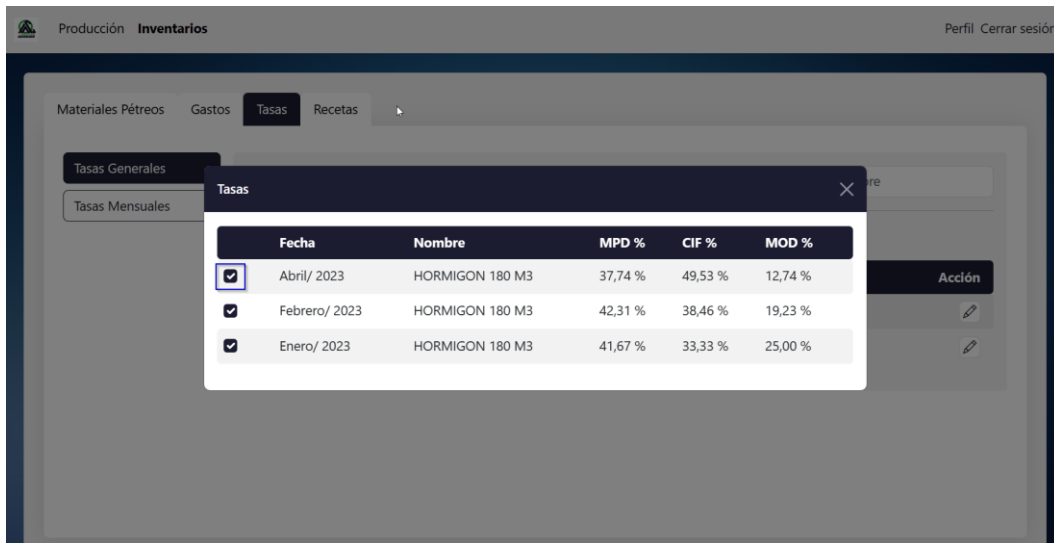 Producción Inventarios Perfil Cerrar sesión
Materiales Pétreos Gastos Tasas Recetas
Tasas Generales
Tasas Mensuales
Tasas
Fecha Nombre MPD % CIF % MOD %
Abril/ 2023 HORMIGON 180 M3 37,74 % 49,53 % 12,74 %
Febrero/ 2023 HORMIGON 180 M3 42,31 % 38,46 % 19,23 %
Enero/ 2023 HORMIGON 180 M3 41,67 % 33,33 % 25,00 %
Acción